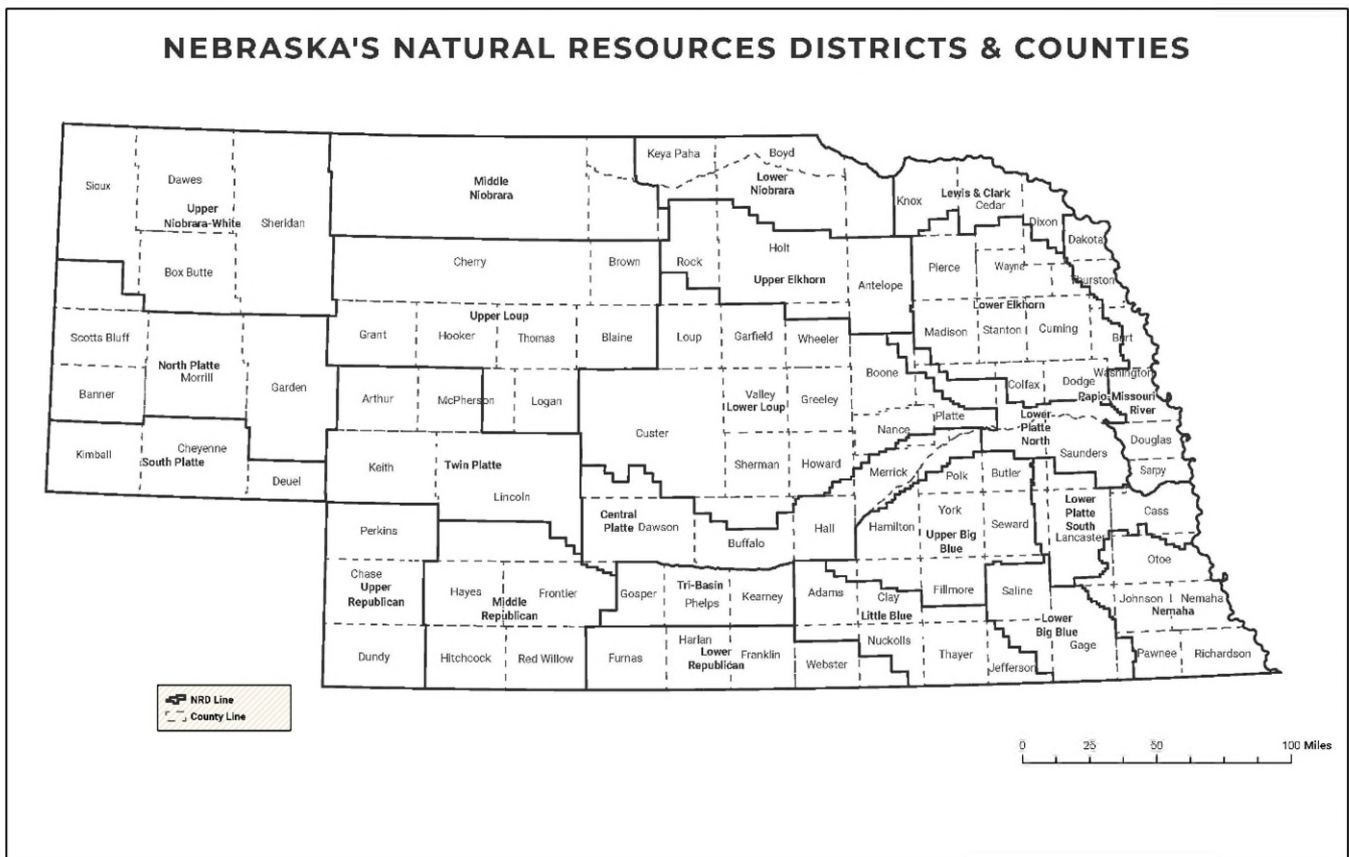 NEBRASKA'S NATURAL RESOURCES DISTRICTS & COUNTIES
Keya Paha
Boyd
Sioux
Dawes
Middle
Niobrara
Lower
Niobrara
Knox
Lewis & Clark
Cedar
Upper
Niobrara-White
Sheridan
Dixon
Dakota
Holt
Box Butte
Cherry
Brown
Rock
Upper Elkhorn
Antelope
Pierce
Wayne
Thurston
Lower Elkhorn
Upper Loup
Scotts Bluff
Grant
Hooker
Thomas
Blaine
Loup
Garfield
Wheeler
Madison
Stanton
Cuming
Burt
North Platte
Morrill
Garden
Boone
Washington
Banner
Arthur
McPherson
Logan
Valley
Lower Loup
Greeley
Colfax
Dodge
Papio-Missouri
River
Platte
Lower
Platte
North
Custer
Nance
Douglas
Kimball
Cheyenne
South Platte
Deuel
Keith
Twin Platte
Lincoln
Sherman
Howard
Merrick
Polk
Butler
Saunders
Sarpy
Perkins
Central
Platte
Dawson
Buffalo
Hall
Hamilton
York
Upper Big
Blue
Seward
Lower
Platte
South
Lancaster
Cass
Otoe
Chase
Upper
Republican
Hayes
Frontier
Middle
Republican
Gosper
Tri-Basin
Phelps
Kearney
Adams
Clay
Little Blue
Fillmore
Saline
Johnson
Nemaha
Nemaha
Dundy
Hitchcock
Red Willow
Furnas
Harlan
Lower
Republican
Franklin
Webster
Nuckolls
Thayer
Jefferson
Lower
Big Blue
Gage
Pawnee
Richardson
NRD Line
County Line
0 25 50 100 Miles